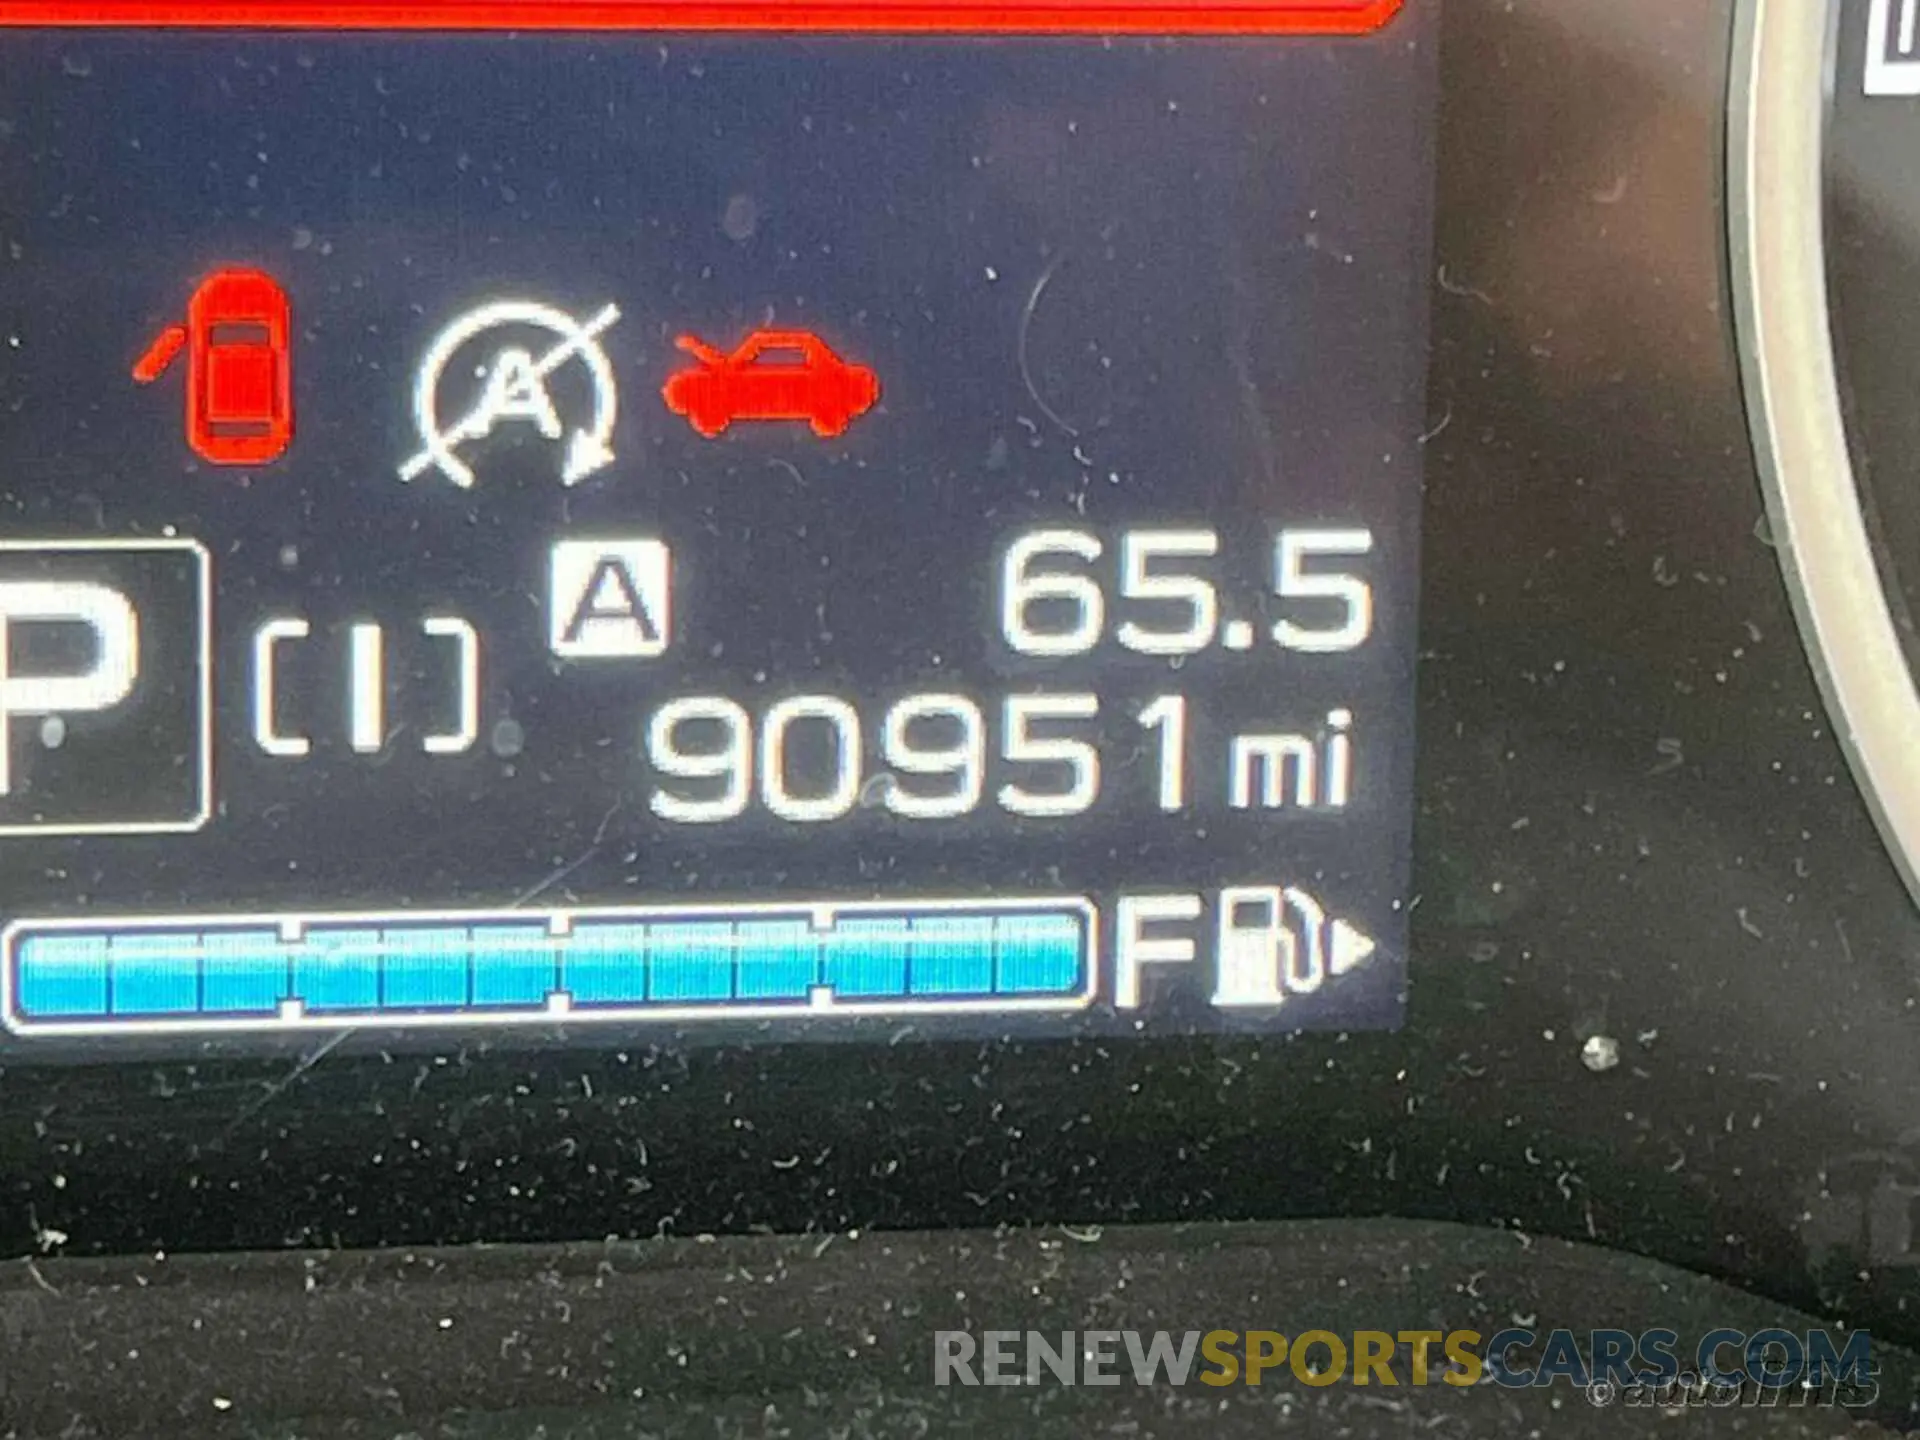 A
A 65.5
P [I]
90951 mi
F
RENEWSPORTSCARS.COM